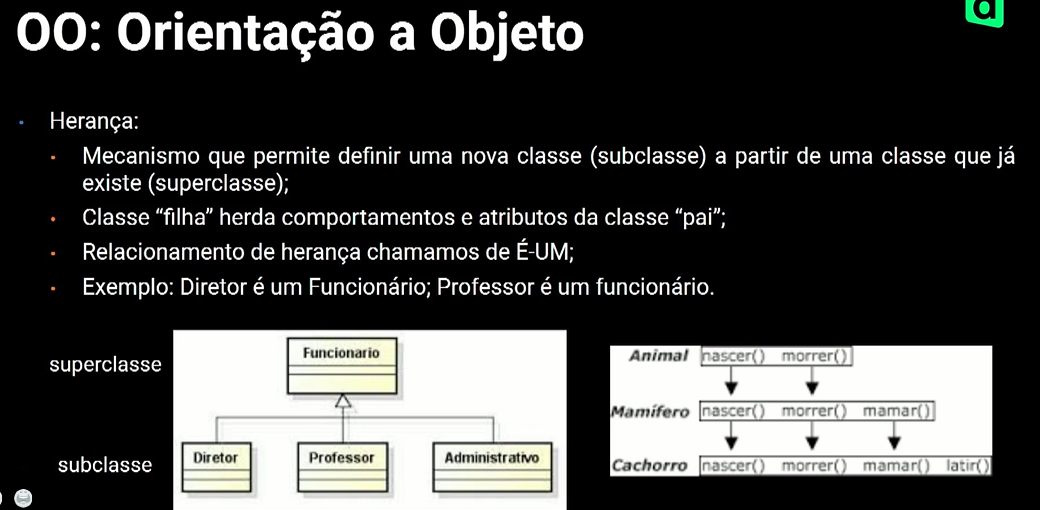 OO: Orientação a Objeto
Herança:
Mecanismo que permite definir uma nova classe (subclasse) a partir de uma classe que já
existe (superclasse);
Classe “filha” herda comportamentos e atributos da classe “pai”;
Relacionamento de herança chamamos de É-UM;
Exemplo: Diretor é um Funcionário; Professor é um funcionário.
superclasse
Funcionario
subclasse
Diretor
Professor
Administrativo
Animal nascer() morrer()
Mamífero nascer() morrer() mamar()
Cachorro nascer() morrer() mamar() latir()